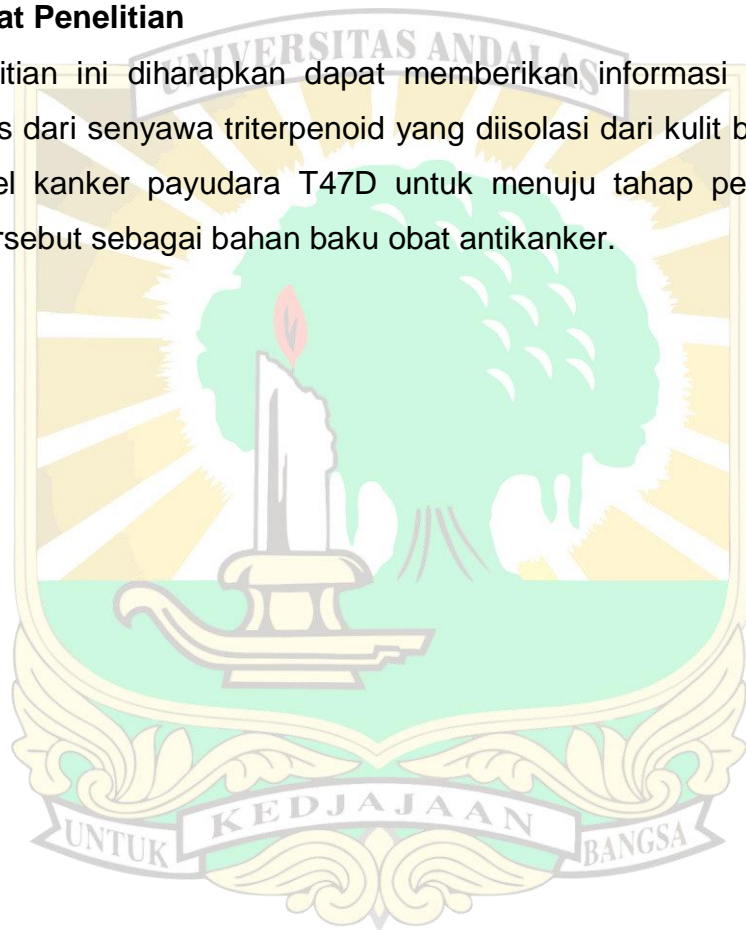 at Penelitian
UNIVERSITAS ANDALAS
itian ini diharapkan dapat memberikan informasi
s dari senyawa triterpenoid yang diisolasi dari kulit b
el kanker payudara T47D untuk menuju tahap pe
rsebut sebagai bahan baku obat antikanker.
UNTUK KEDJAJAAN BANGSA